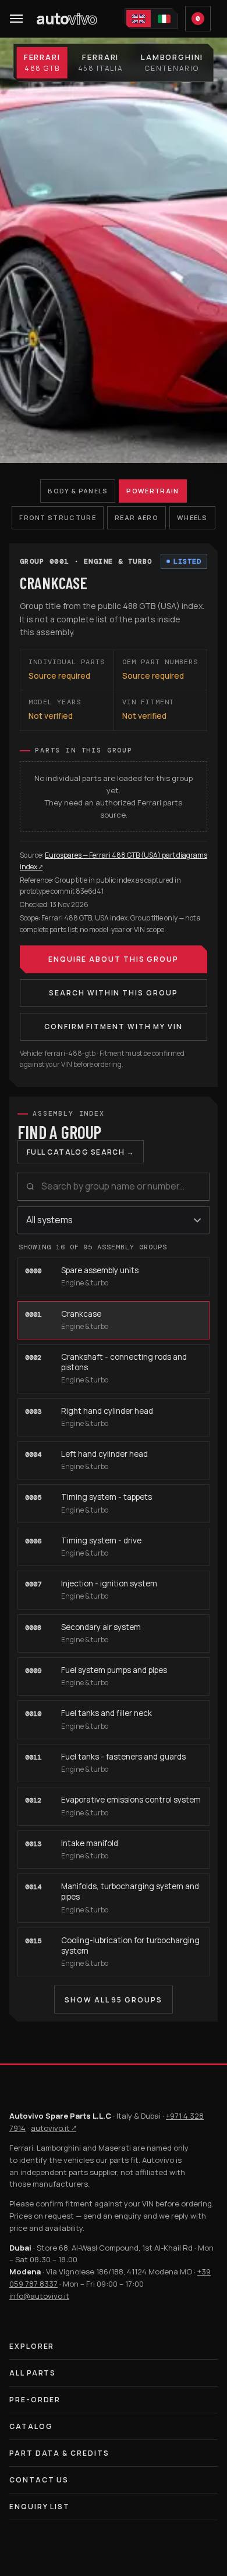 autovivo
0
FERRARI
488 GTB
FERRARI
458 ITALIA
LAMBORGHINI
CENTENARIO
BODY & PANELS
POWERTRAIN
FRONT STRUCTURE
REAR AERO
WHEELS
GROUP 0001 · ENGINE & TURBO
LISTED
CRANKCASE
Group title from the public 488 GTB (USA) index.
It is not a complete list of the parts inside
this assembly.
INDIVIDUAL PARTS
Source required
OEM PART NUMBERS
Source required
MODEL YEARS
Not verified
VIN FITMENT
Not verified
PARTS IN THIS GROUP
No individual parts are loaded for this group
yet.
They need an authorized Ferrari parts
source.
Source: Eurospares — Ferrari 488 GTB (USA) part diagrams
index ↗
Reference: Group title in public index as captured in
prototype commit 83e6d41
Checked: 13 Nov 2026
Scope: Ferrari 488 GTB, USA index. Group title only — not a
complete parts list; no model-year or VIN scope.
ENQUIRE ABOUT THIS GROUP
SEARCH WITHIN THIS GROUP
CONFIRM FITMENT WITH MY VIN
Vehicle: ferrari-488-gtb · Fitment must be confirmed
against your VIN before ordering.
ASSEMBLY INDEX
FIND A GROUP
FULL CATALOG SEARCH →
Search by group name or number…
All systems
SHOWING 16 OF 95 ASSEMBLY GROUPS
0000
Spare assembly units
Engine & turbo
0001
Crankcase
Engine & turbo
0002
Crankshaft - connecting rods and
pistons
Engine & turbo
0003
Right hand cylinder head
Engine & turbo
0004
Left hand cylinder head
Engine & turbo
0005
Timing system - tappets
Engine & turbo
0006
Timing system - drive
Engine & turbo
0007
Injection - ignition system
Engine & turbo
0008
Secondary air system
Engine & turbo
0009
Fuel system pumps and pipes
Engine & turbo
0010
Fuel tanks and filler neck
Engine & turbo
0011
Fuel tanks - fasteners and guards
Engine & turbo
0012
Evaporative emissions control system
Engine & turbo
0013
Intake manifold
Engine & turbo
0014
Manifolds, turbocharging system and
pipes
Engine & turbo
0015
Cooling-lubrication for turbocharging
system
Engine & turbo
SHOW ALL 95 GROUPS
Autovivo Spare Parts L.L.C · Italy & Dubai · +971 4 328
7914 · autovivo.it ↗
Ferrari, Lamborghini and Maserati are named only
to identify the vehicles our parts fit. Autovivo is
an independent parts supplier, not affiliated with
those manufacturers.
Please confirm fitment against your VIN before ordering.
Prices on request — send an enquiry and we reply with
price and availability.
Dubai · Store 68, Al-Wasl Compound, 1st Al-Khail Rd · Mon
– Sat 08:30 – 18:00
Modena · Via Vignolese 186/188, 41124 Modena MO · +39
059 787 8337 · Mon – Fri 09:00 – 17:00
info@autovivo.it
EXPLORER
ALL PARTS
PRE-ORDER
CATALOG
PART DATA & CREDITS
CONTACT US
ENQUIRY LIST